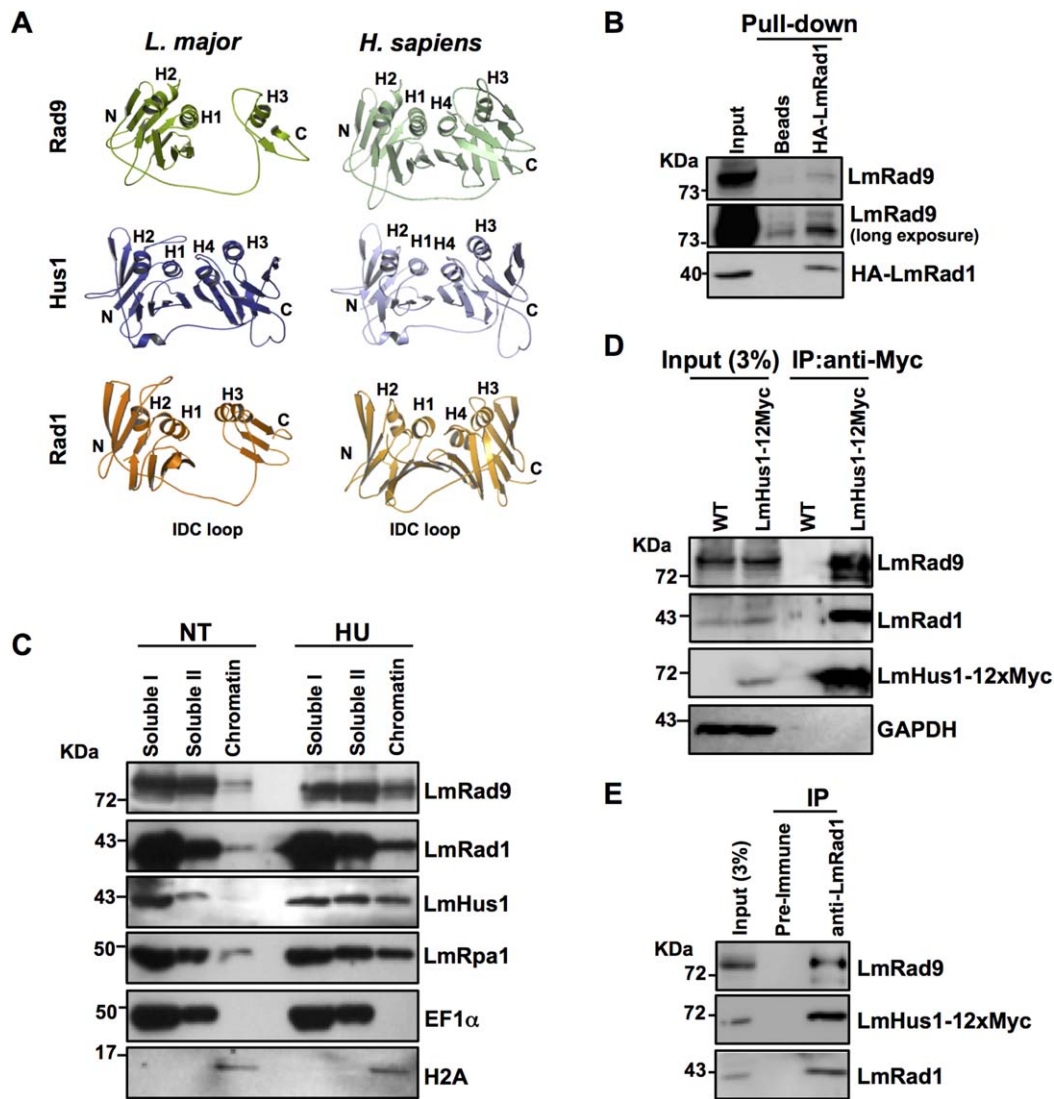 A
L. major
H. sapiens
Rad9
H2
N
H1
H3
C
H2
N
H1
H4
H3
C
Hus1
H2
N
H1
H4
H3
C
H2
N
H1
H4
H3
C
Rad1
H2
N
H1
H3
C
H2
N
H1
H4
H3
C
IDC loop
IDC loop
B
Pull-down
Input
Beads
HA-LmRad1
KDa
73
LmRad9
73
LmRad9
(long exposure)
40
HA-LmRad1
C
NT
HU
Soluble I
Soluble II
Chromatin
Soluble I
Soluble II
Chromatin
KDa
72
LmRad9
43
LmRad1
43
LmHus1
50
LmRpa1
50
EF1α
17
H2A
D
Input (3%)
IP:anti-Myc
WT
LmHus1-12Myc
WT
LmHus1-12Myc
KDa
72
LmRad9
43
LmRad1
72
LmHus1-12xMyc
43
GAPDH
E
IP
Input (3%)
Pre-Immune
anti-LmRad1
KDa
72
LmRad9
72
LmHus1-12xMyc
43
LmRad1